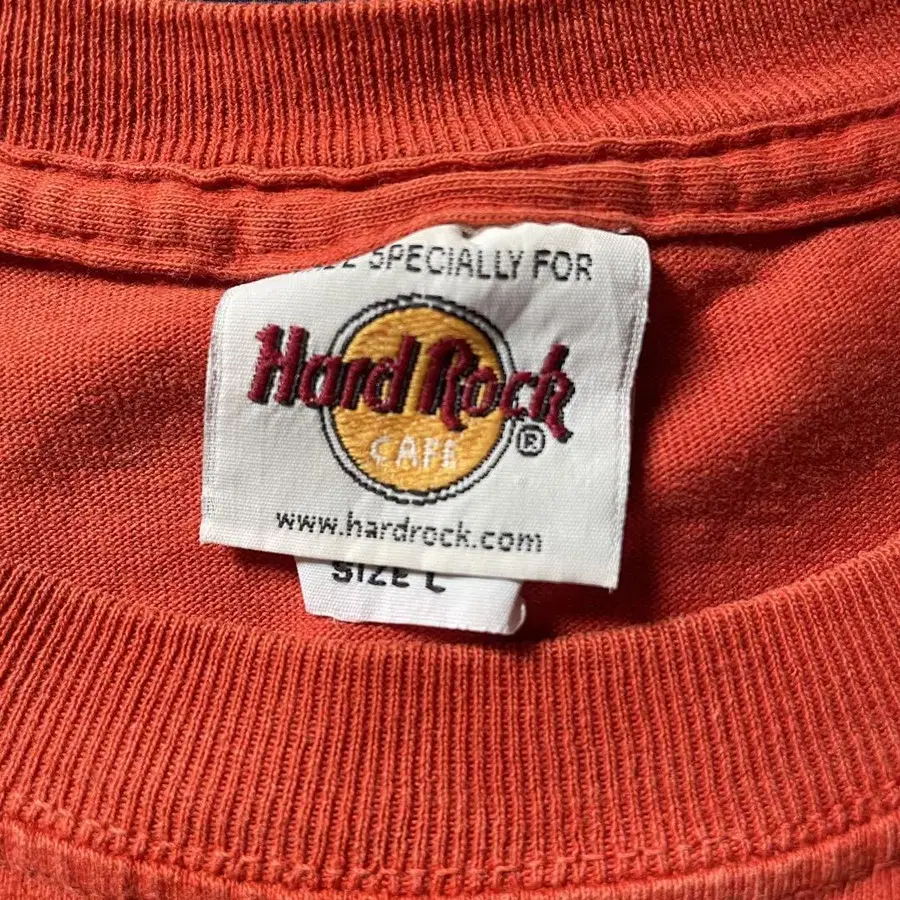 SPECIALLY FOR
Hard Rock
CAFE
®
www.hardrock.com
SIZE L